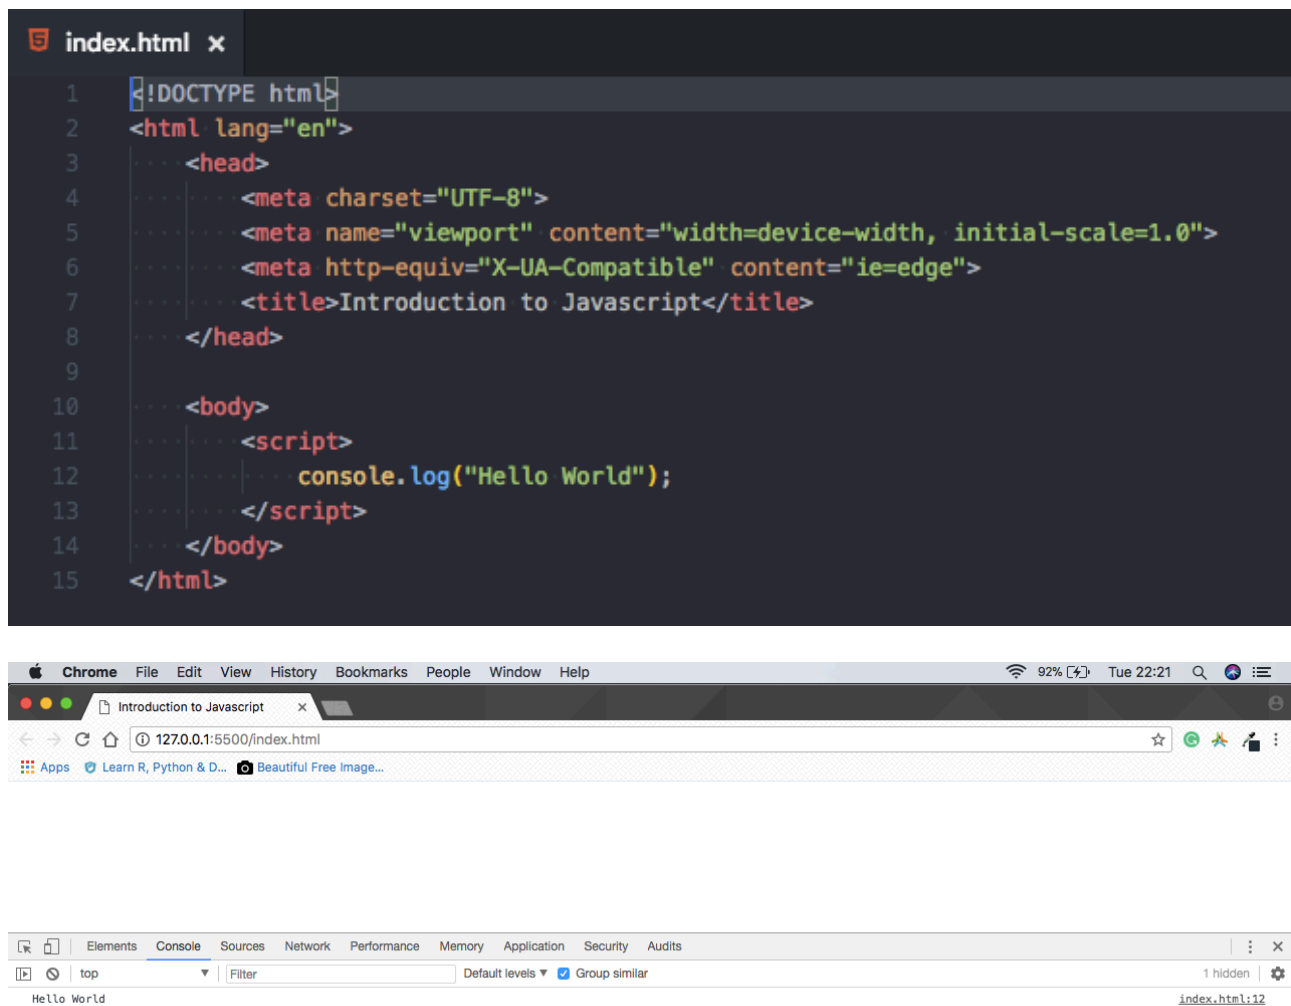 index.html ×
1 <!DOCTYPE html>
2 <html lang="en">
3 <head>
4 <meta charset="UTF-8">
5 <meta name="viewport" content="width=device-width, initial-scale=1.0">
6 <meta http-equiv="X-UA-Compatible" content="ie=edge">
7 <title>Introduction to Javascript</title>
8 </head>
9
10 <body>
11 <script>
12 console.log("Hello World");
13 </script>
14 </body>
15 </html>
Chrome File Edit View History Bookmarks People Window Help 92% Tue 22:21
Introduction to Javascript ×
127.0.0.1:5500/index.html
Apps Learn R, Python & D... Beautiful Free Image...
Elements Console Sources Network Performance Memory Application Security Audits
top Filter Default levels Group similar 1 hidden
Hello World index.html:12